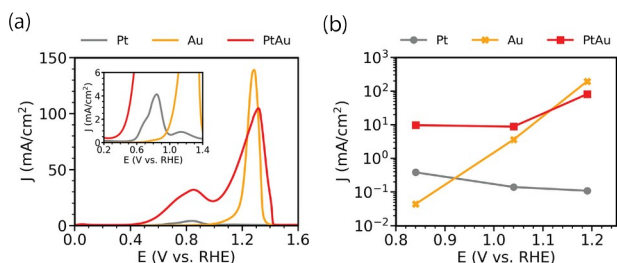 (a)
Pt Au PtAu
J (mA/cm²)
150
100
50
0
0.0 0.4 0.8 1.2 1.6
E (V vs. RHE)
J (mA/cm²)
6
4
2
0
0.2 0.6 1.0 1.4
E (V vs. RHE)
(b)
Pt Au PtAu
J (mA/cm²)
10³
10²
10¹
10⁰
10⁻¹
10⁻²
0.8 0.9 1.0 1.1 1.2
E (V vs. RHE)